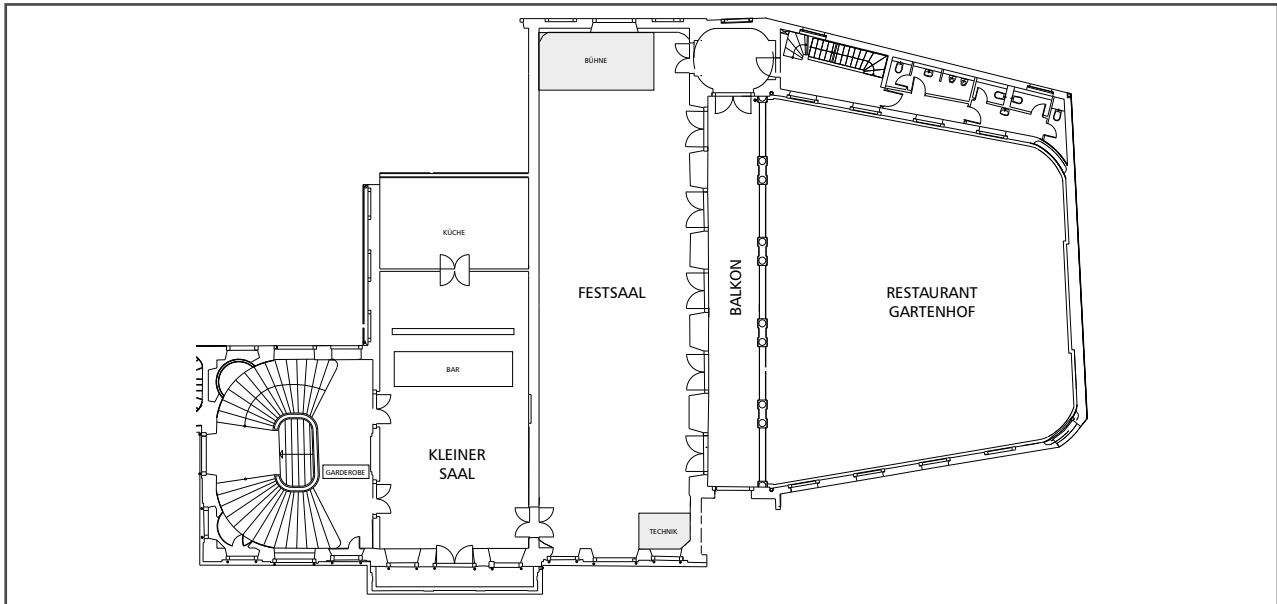 BÜHNE
KÜCHE
FESTSAAL
BALKON
RESTAURANT
GARTENHOF
BAR
KLEINER
SAAL
GARDEROBE
TECHNIK